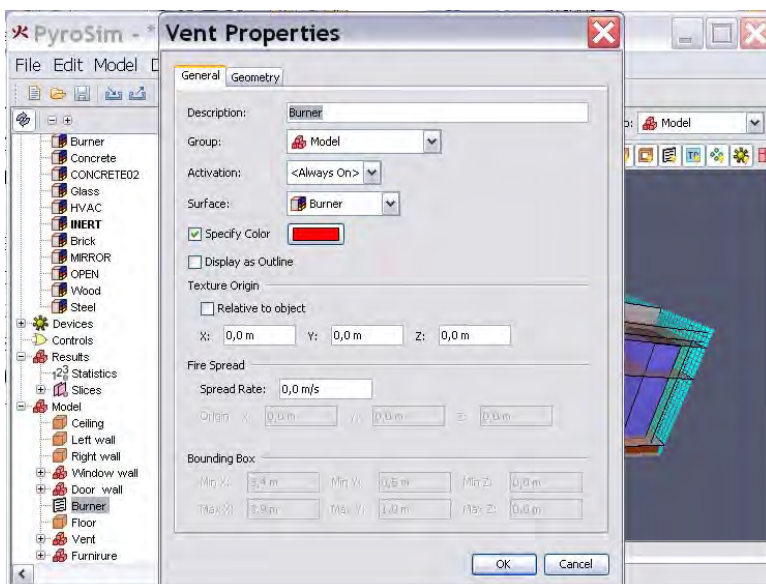 PyroSim - *
Vent Properties
File Edit Model D
General Geometry
Description: Burner
Group: Model
Activation: <Always On>
Surface: Burner
Specify Color
Display as Outline
Texture Origin
Relative to object
X: 0,0 m Y: 0,0 m Z: 0,0 m
Fire Spread
Spread Rate: 0,0 m/s
Origin X: 0,0 m Y: 0,0 m Z: 0,0 m
Bounding Box
Min X: 3,4 m Min Y: 0,5 m Min Z: 0,0 m
Max X: 3,9 m Max Y: 1,0 m Max Z: 0,0 m
OK Cancel
Burner
Concrete
CONCRETE02
Glass
HVAC
INERT
Brick
MIRROR
OPEN
Wood
Steel
Devices
Controls
Results
123 Statistics
Slices
Model
Ceiling
Left wall
Right wall
Window wall
Door wall
Burner
Floor
Vent
Furnirure
Model
TP